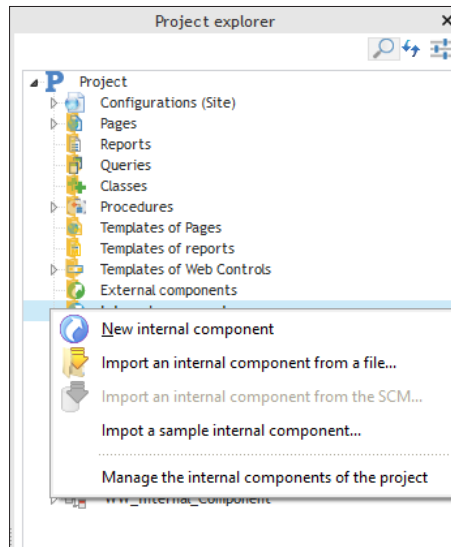 Project explorer
Project
Configurations (Site)
Pages
Reports
Queries
Classes
Procedures
Templates of Pages
Templates of reports
Templates of Web Controls
External components
New internal component
Import an internal component from a file...
Import an internal component from the SCM...
Impot a sample internal component...
Manage the internal components of the project
WW_Internal_Component